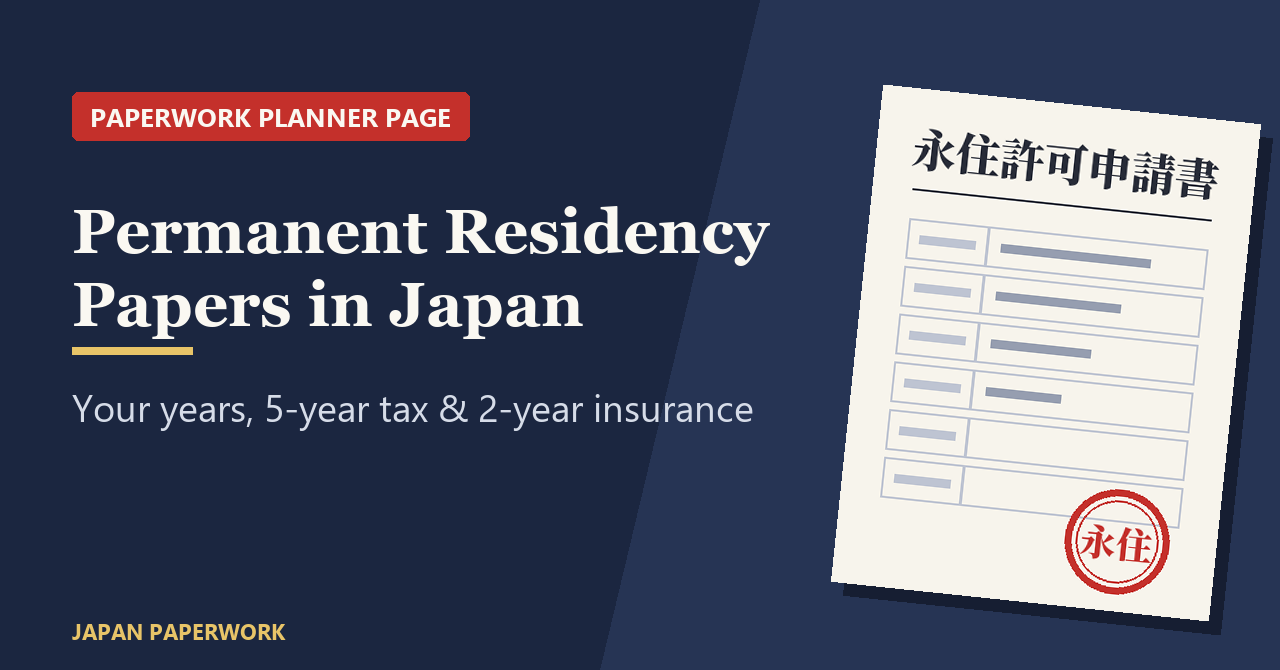 PAPERWORK PLANNER PAGE
Permanent Residency
Papers in Japan
Your years, 5-year tax & 2-year insurance
JAPAN PAPERWORK
永住許可申請書
永住